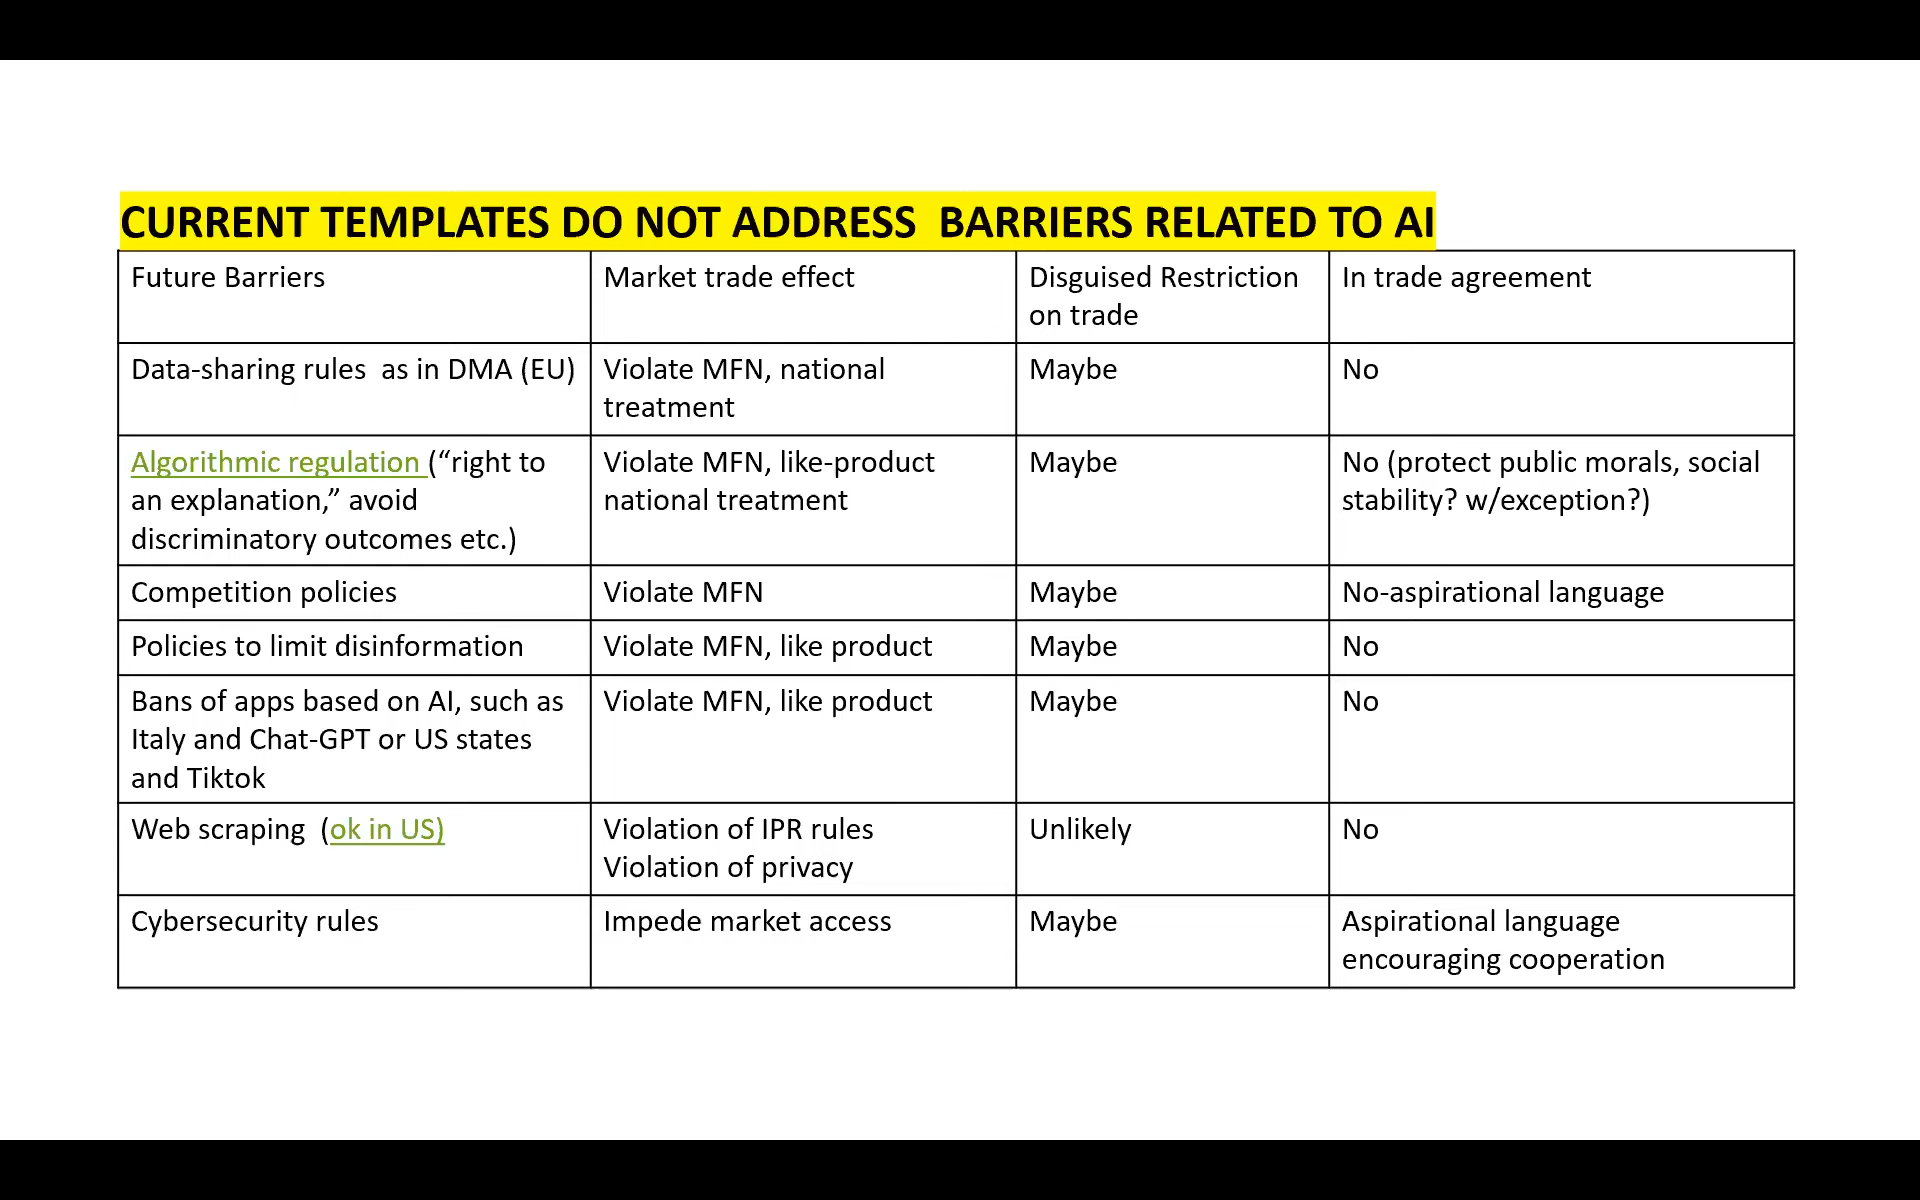 CURRENT TEMPLATES DO NOT ADDRESS  BARRIERS RELATED TO AI
Future Barriers
Market trade effect
Disguised Restriction
on trade
In trade agreement
Data-sharing rules  as in DMA (EU)
Violate MFN, national
treatment
Maybe
No
Algorithmic regulation (“right to
an explanation,” avoid
discriminatory outcomes etc.)
Violate MFN, like-product
national treatment
Maybe
No (protect public morals, social
stability? w/exception?)
Competition policies
Violate MFN
Maybe
No-aspirational language
Policies to limit disinformation
Violate MFN, like product
Maybe
No
Bans of apps based on AI, such as
Italy and Chat-GPT or US states
and Tiktok
Violate MFN, like product
Maybe
No
Web scraping  (ok in US)
Violation of IPR rules
Violation of privacy
Unlikely
No
Cybersecurity rules
Impede market access
Maybe
Aspirational language
encouraging cooperation